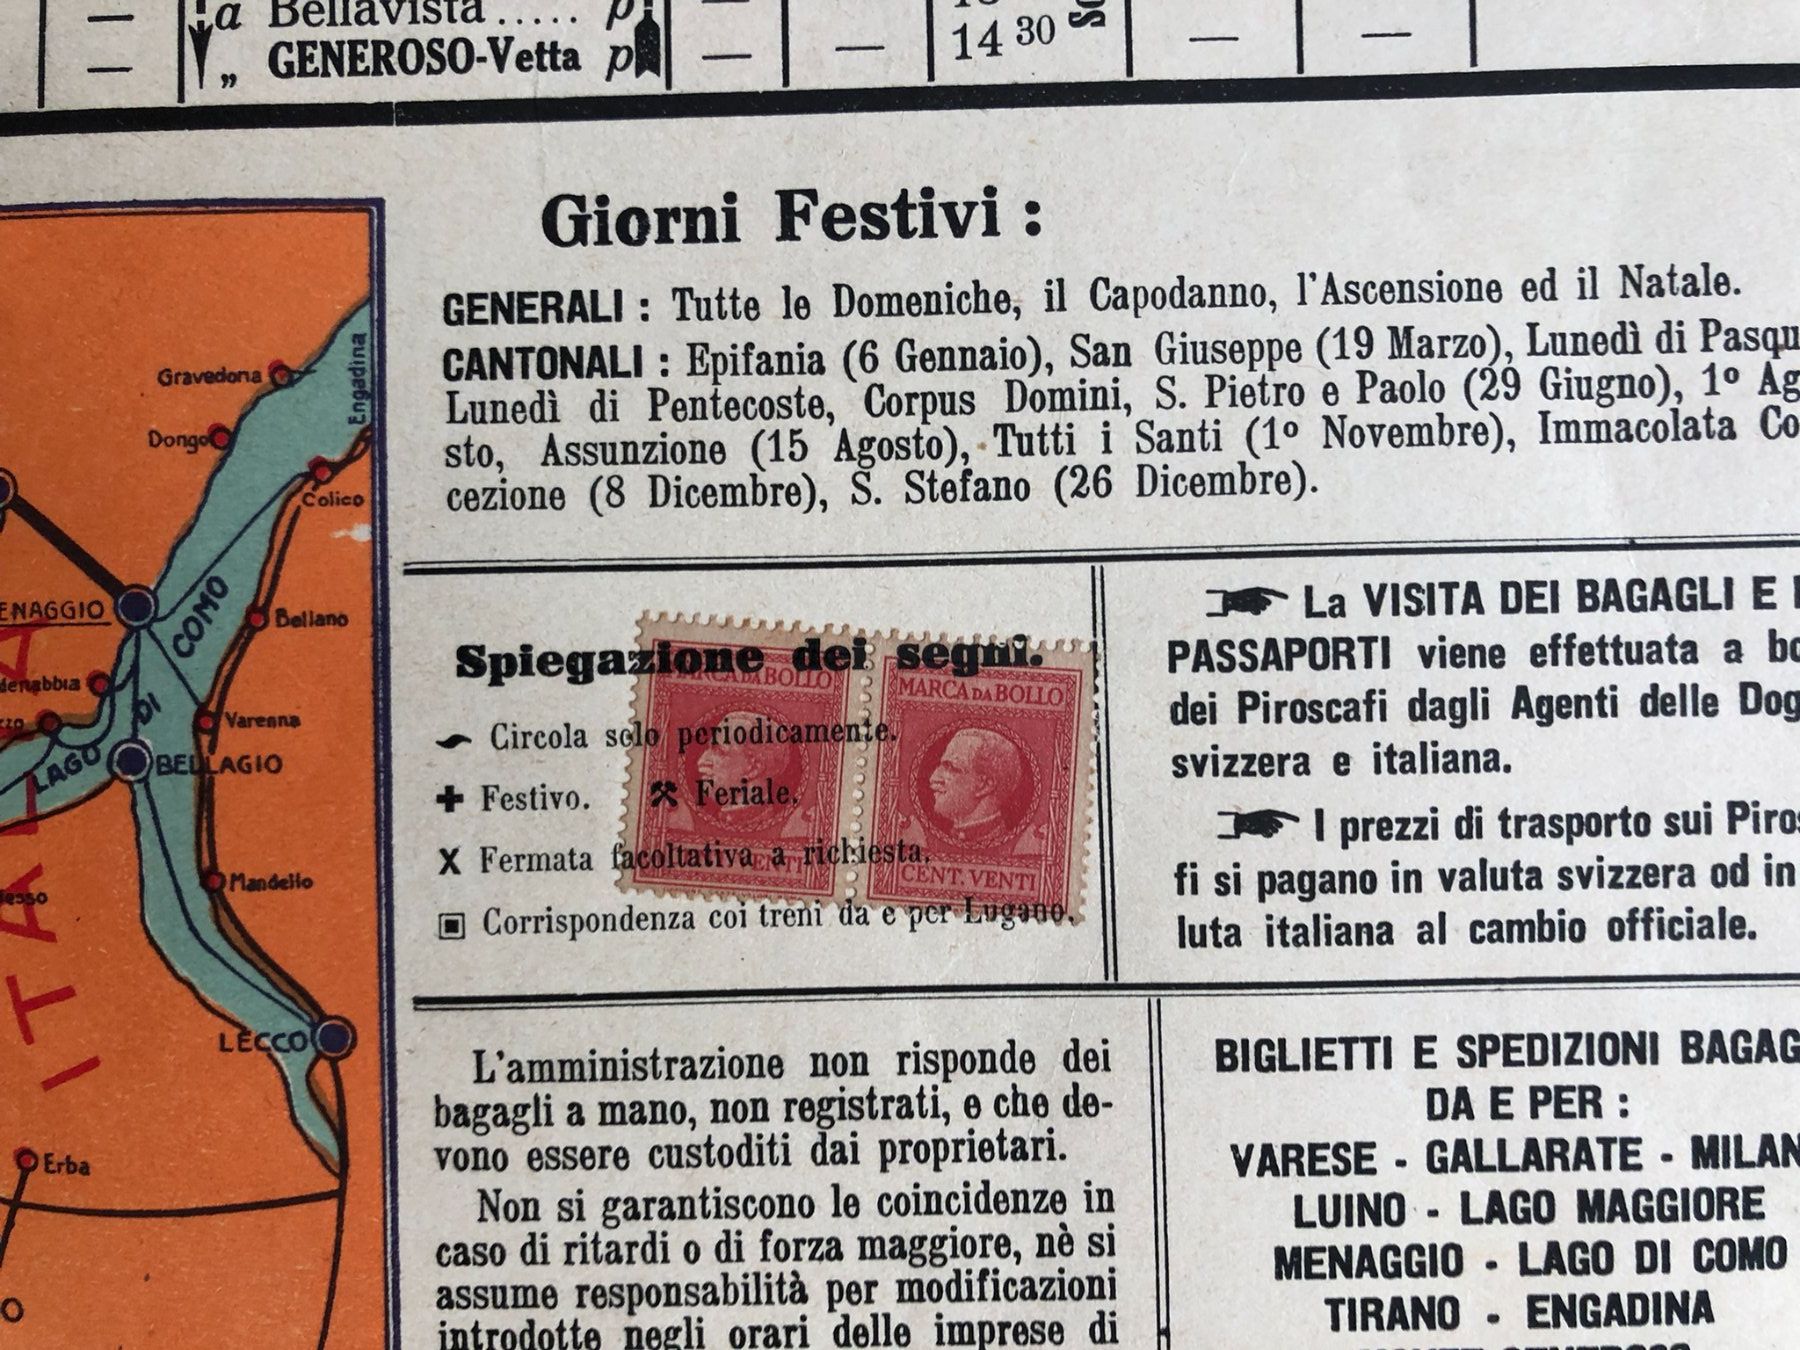 a Bellavista ..... p
„ GENEROSO-Vetta p
14 30
Giorni Festivi :
GENERALI : Tutte le Domeniche, il Capodanno, l'Ascensione ed il Natale.
CANTONALI : Epifania (6 Gennaio), San Giuseppe (19 Marzo), Lunedì di Pasqu
Lunedì di Pentecoste, Corpus Domini, S. Pietro e Paolo (29 Giugno), 1º Ag
sto, Assunzione (15 Agosto), Tutti i Santi (1º Novembre), Immacolata Co
cezione (8 Dicembre), S. Stefano (26 Dicembre).
Gravedona
Engadina
Dongo
Colico
ENAGGIO
COMO
Bellano
Menabbia
DI
Varenna
LAGO
BELLAGIO
Mandello
ITAL
LECCO
Erba
Spiegazione dei segni.
Circola solo periodicamente.
Festivo. Feriale.
X Fermata facoltativa a richiesta.
Corrispondenza coi treni da e per Lugano.
MARCA DA BOLLO
MARCA DA BOLLO
CENT. VENTI
La VISITA DEI BAGAGLI E
PASSAPORTI viene effettuata a bo
dei Piroscafi dagli Agenti delle Dog
svizzera e italiana.
I prezzi di trasporto sui Piros
fi si pagano in valuta svizzera od in
luta italiana al cambio officiale.
L'amministrazione non risponde dei
bagagli a mano, non registrati, e che de-
vono essere custoditi dai proprietari.
Non si garantiscono le coincidenze in
caso di ritardi o di forza maggiore, nè si
assume responsabilità per modificazioni
introdotte negli orari delle imprese di
BIGLIETTI E SPEDIZIONI BAGAG
DA E PER :
VARESE - GALLARATE - MILAN
LUINO - LAGO MAGGIORE
MENAGGIO - LAGO DI COMO
TIRANO - ENGADINA